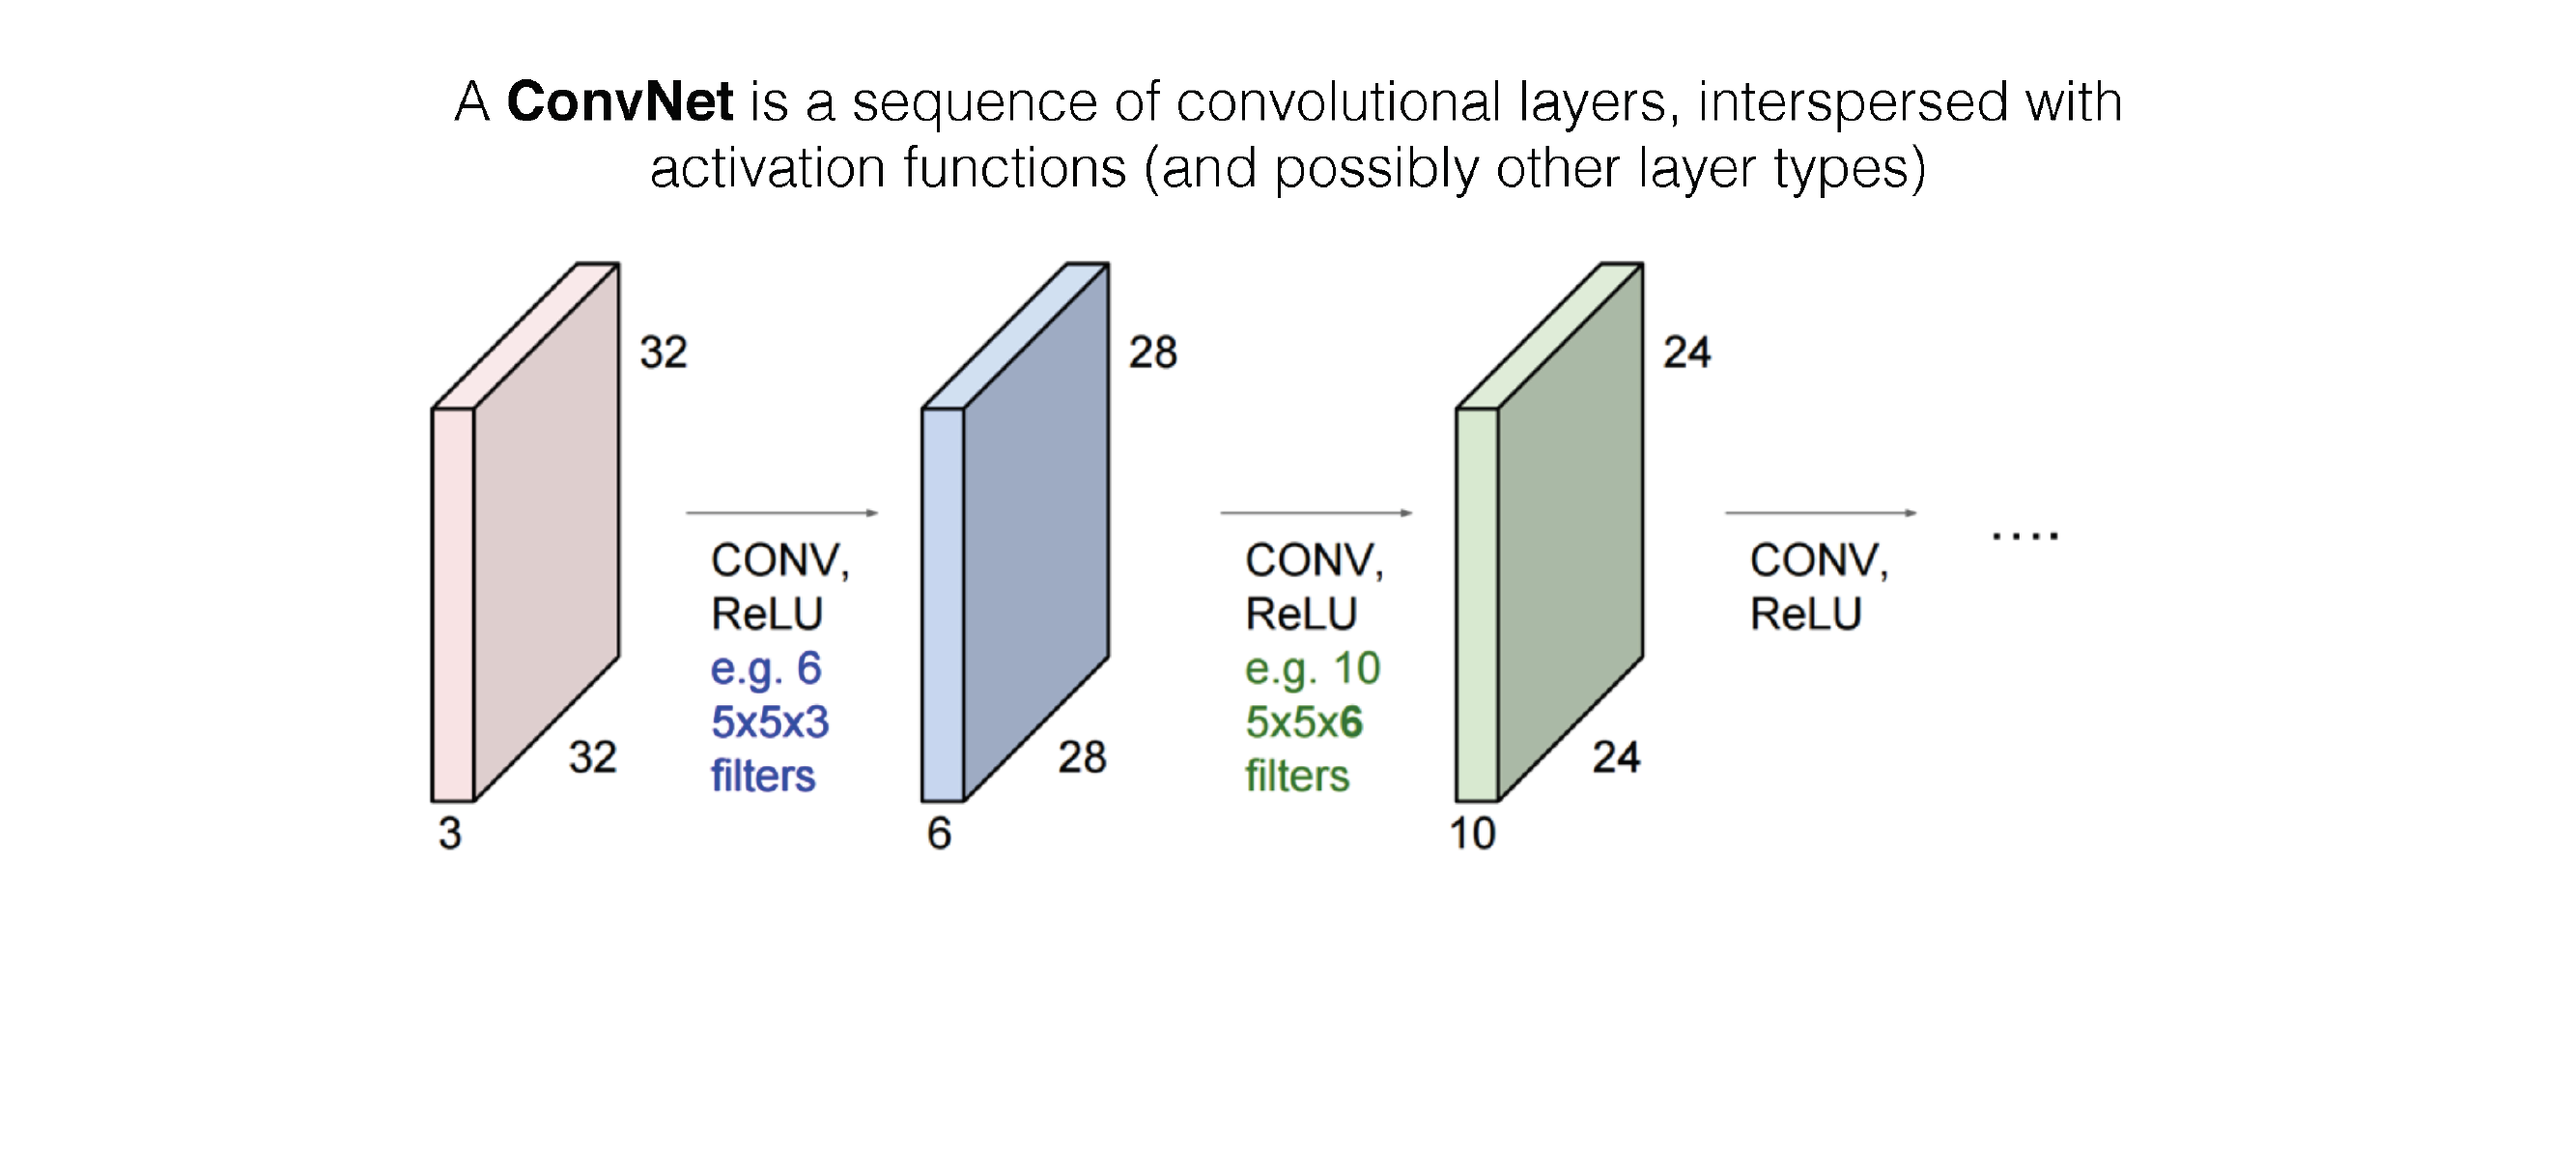 A ConvNet is a sequence of convolutional layers, interspersed with
activation functions (and possibly other layer types)
32
32
3
CONV,
ReLU
e.g. 6
5x5x3
filters
28
28
6
CONV,
ReLU
e.g. 10
5x5x6
filters
24
24
10
CONV,
ReLU
....